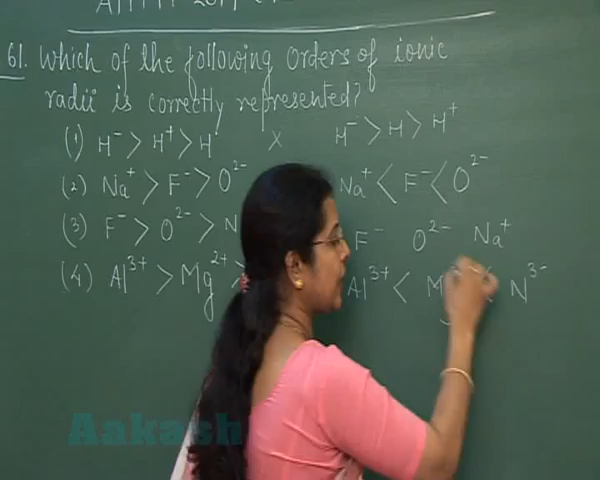 61. Which of the following orders of ionic
radii is correctly represented?
(1) H⁻ > H⁺ > H × H⁻ > H > H⁺
(2) Na⁺ > F⁻ > O²⁻ Na⁺ < F⁻ < O²⁻
(3) F⁻ > O²⁻ > N F⁻ O²⁻ Na⁺
(4) Al³⁺ > Mg²⁺ > Al³⁺ < M N³⁻
Aakash